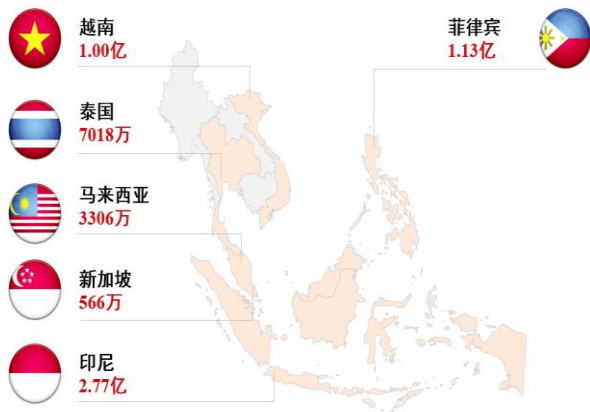 越南
1.00亿
泰国
7018万
马来西亚
3306万
新加坡
566万
印尼
2.77亿
菲律宾
1.13亿